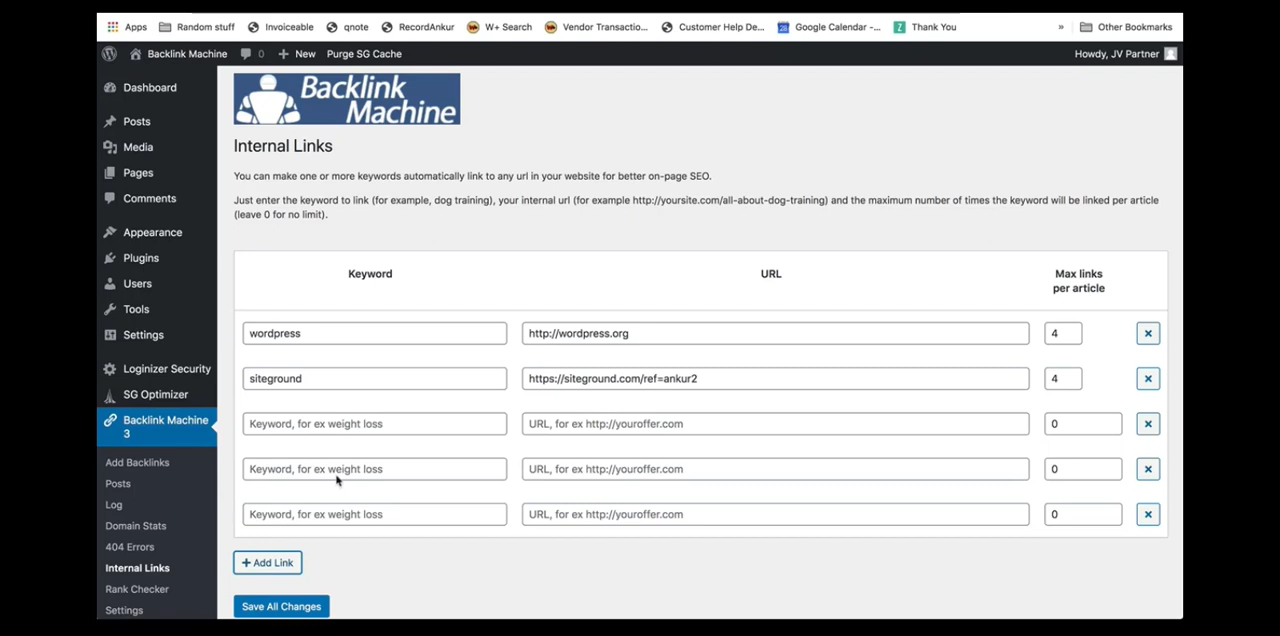 Apps Random stuff Invoiceable qnote RecordAnkur W+ Search Vendor Transactio... Customer Help De... Google Calendar -... Thank You » Other Bookmarks
Backlink Machine 0 + New Purge SG Cache Howdy, JV Partner
Dashboard
Posts
Media
Pages
Comments
Appearance
Plugins
Users
Tools
Settings
Loginizer Security
SG Optimizer
Backlink Machine
3
Add Backlinks
Posts
Log
Domain Stats
404 Errors
Internal Links
Rank Checker
Settings
Backlink
Machine
Internal Links
You can make one or more keywords automatically link to any url in your website for better on-page SEO.
Just enter the keyword to link (for example, dog training), your internal url (for example http://yoursite.com/all-about-dog-training) and the maximum number of times the keyword will be linked per article
(leave 0 for no limit).
Keyword URL Max links
per article
wordpress http://wordpress.org 4
siteground https://siteground.com/ref=ankur2 4
Keyword, for ex weight loss URL, for ex http://youroffer.com 0
Keyword, for ex weight loss URL, for ex http://youroffer.com 0
Keyword, for ex weight loss URL, for ex http://youroffer.com 0
+ Add Link
Save All Changes